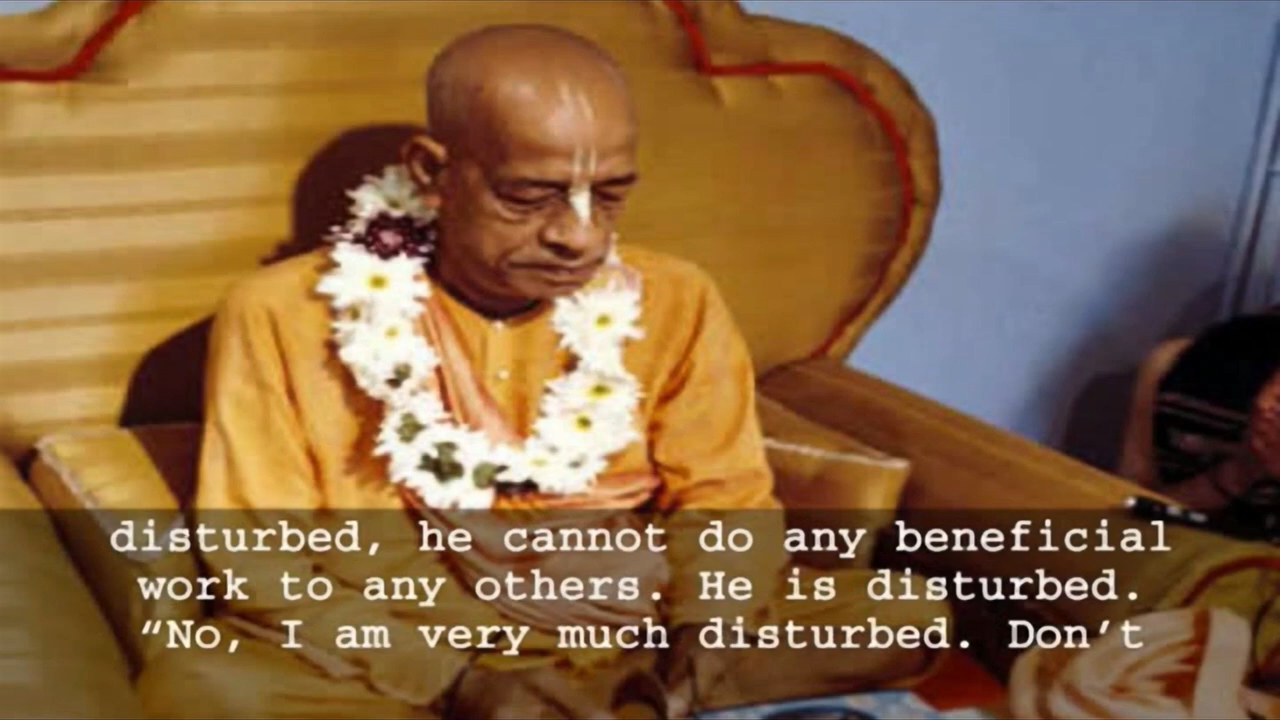 disturbed, he cannot do any beneficial
work to any others. He is disturbed.
“No, I am very much disturbed. Don’t